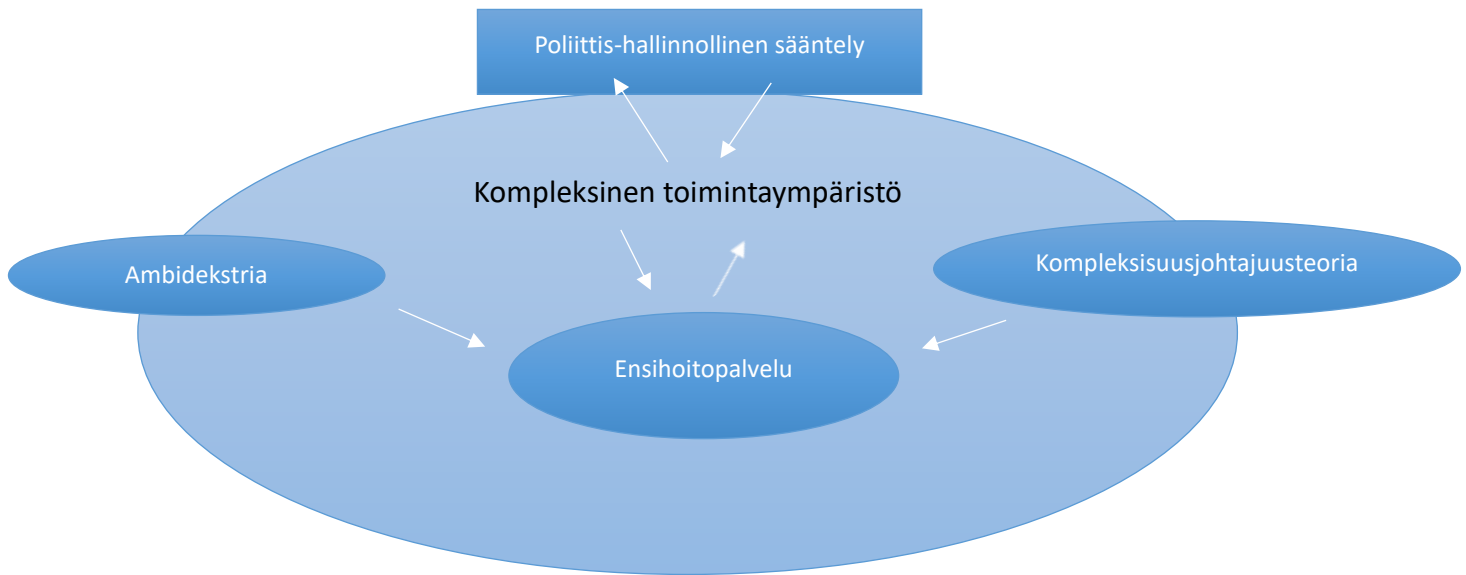 Poliittis-hallinnollinen sääntely
Kompleksinen toimintaympäristö
Ambidekstria
Kompleksisuusjohtajuusteoria
Ensihoitopalvelu